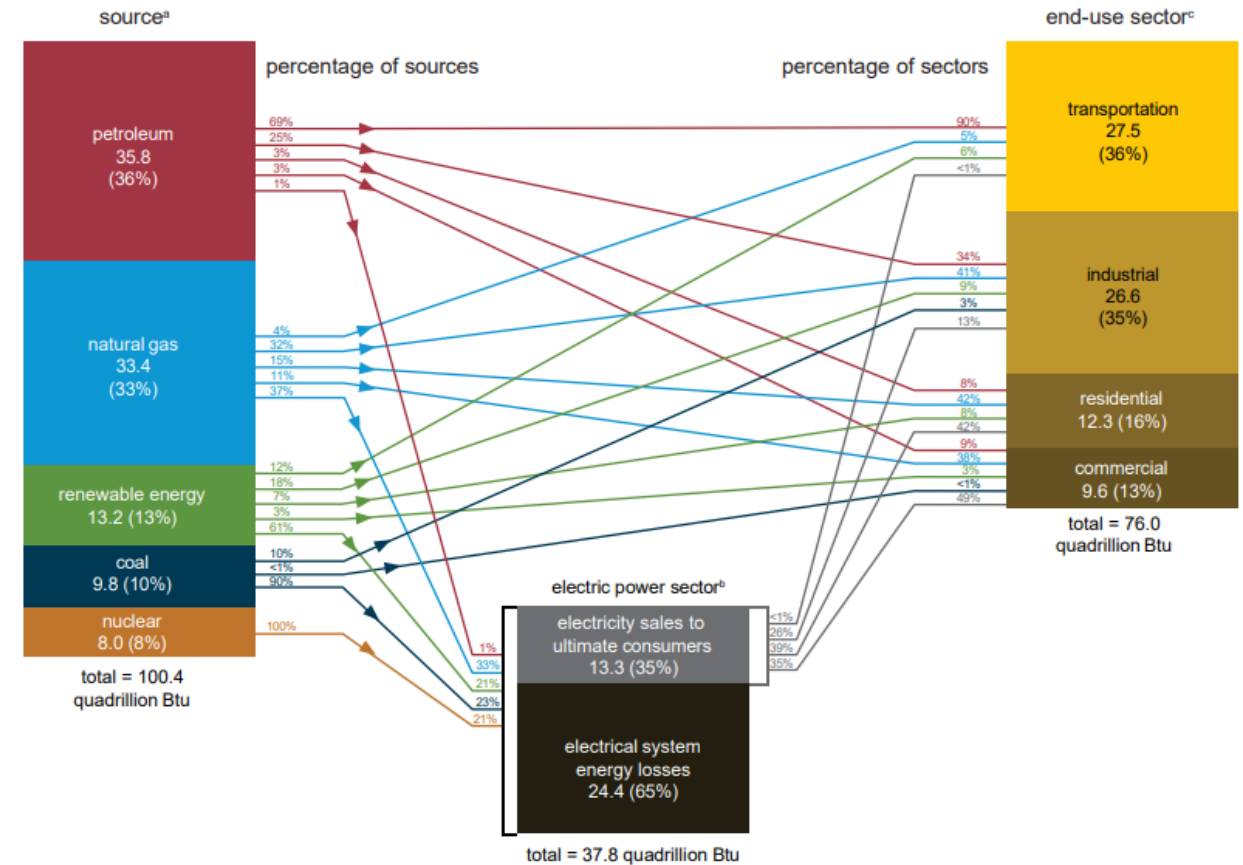 sourceᵃ
end-use sectorᶜ
percentage of sources
percentage of sectors
petroleum
35.8
(36%)
69%
25%
3%
3%
1%
natural gas
33.4
(33%)
4%
32%
15%
11%
37%
renewable energy
13.2 (13%)
12%
18%
7%
3%
61%
coal
9.8 (10%)
10%
<1%
90%
nuclear
8.0 (8%)
100%
total = 100.4
quadrillion Btu
electric power sectorᵇ
1%
33%
21%
23%
21%
electricity sales to
ultimate consumers
13.3 (35%)
<1%
26%
39%
35%
electrical system
energy losses
24.4 (65%)
total = 37.8 quadrillion Btu
90%
5%
6%
<1%
transportation
27.5
(36%)
34%
41%
9%
3%
13%
industrial
26.6
(35%)
8%
42%
8%
42%
residential
12.3 (16%)
9%
38%
3%
<1%
49%
commercial
9.6 (13%)
total = 76.0
quadrillion Btu